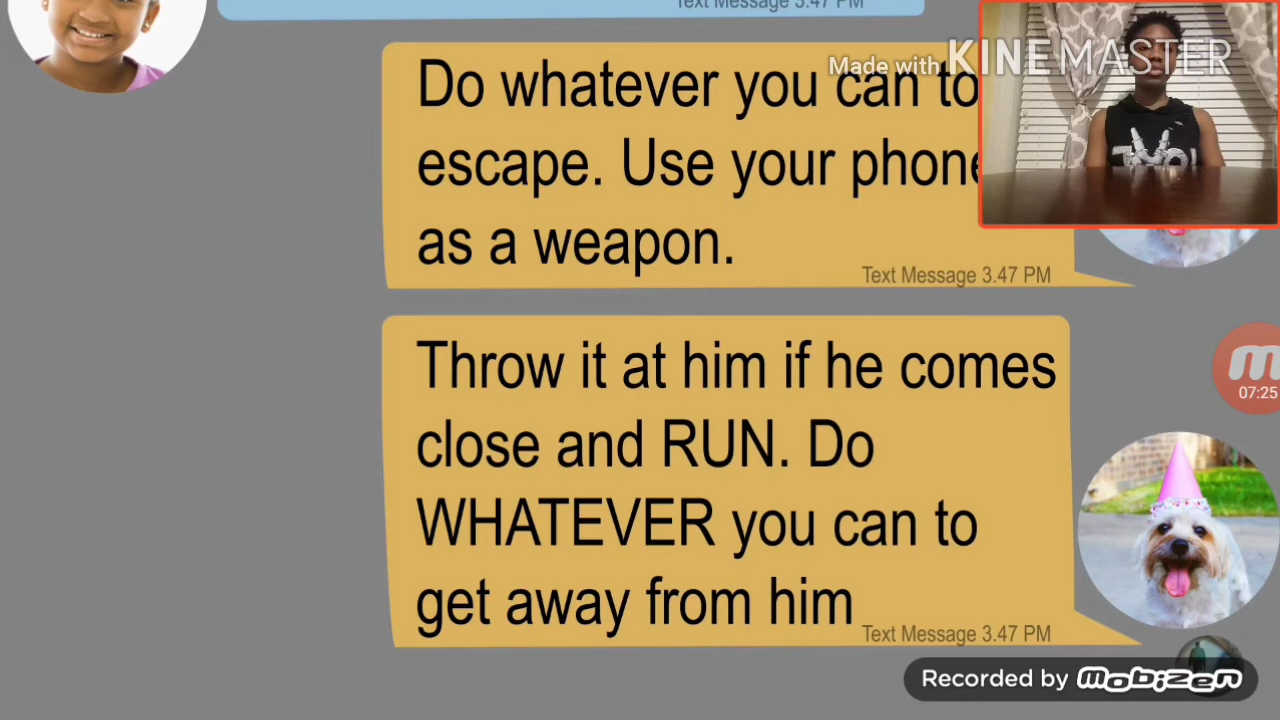 Text Message 3.47 PM
Made with KINEMASTER
Do whatever you can to
escape. Use your phone
as a weapon.
Text Message 3.47 PM
Throw it at him if he comes
close and RUN. Do
WHATEVER you can to
get away from him
Text Message 3.47 PM
07:25
Recorded by mobizen